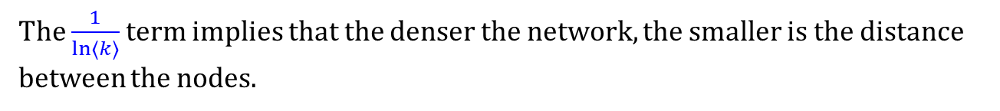 The 1/ln⟨k⟩ term implies that the denser the network, the smaller is the distance
between the nodes.